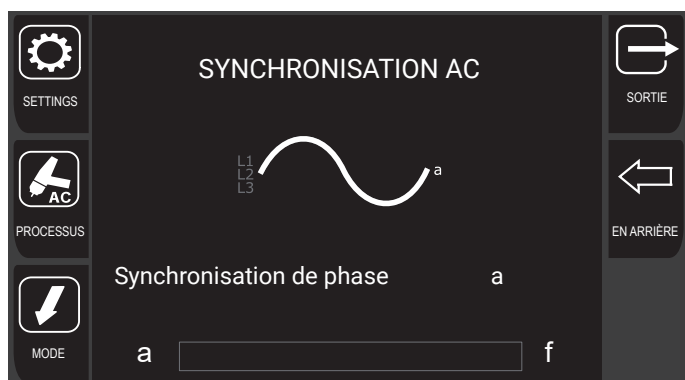 SETTINGS
SYNCHRONISATION AC
SORTIE
L1
L2
L3
a
AC
PROCESSUS
EN ARRIÈRE
Synchronisation de phase a
MODE
a f